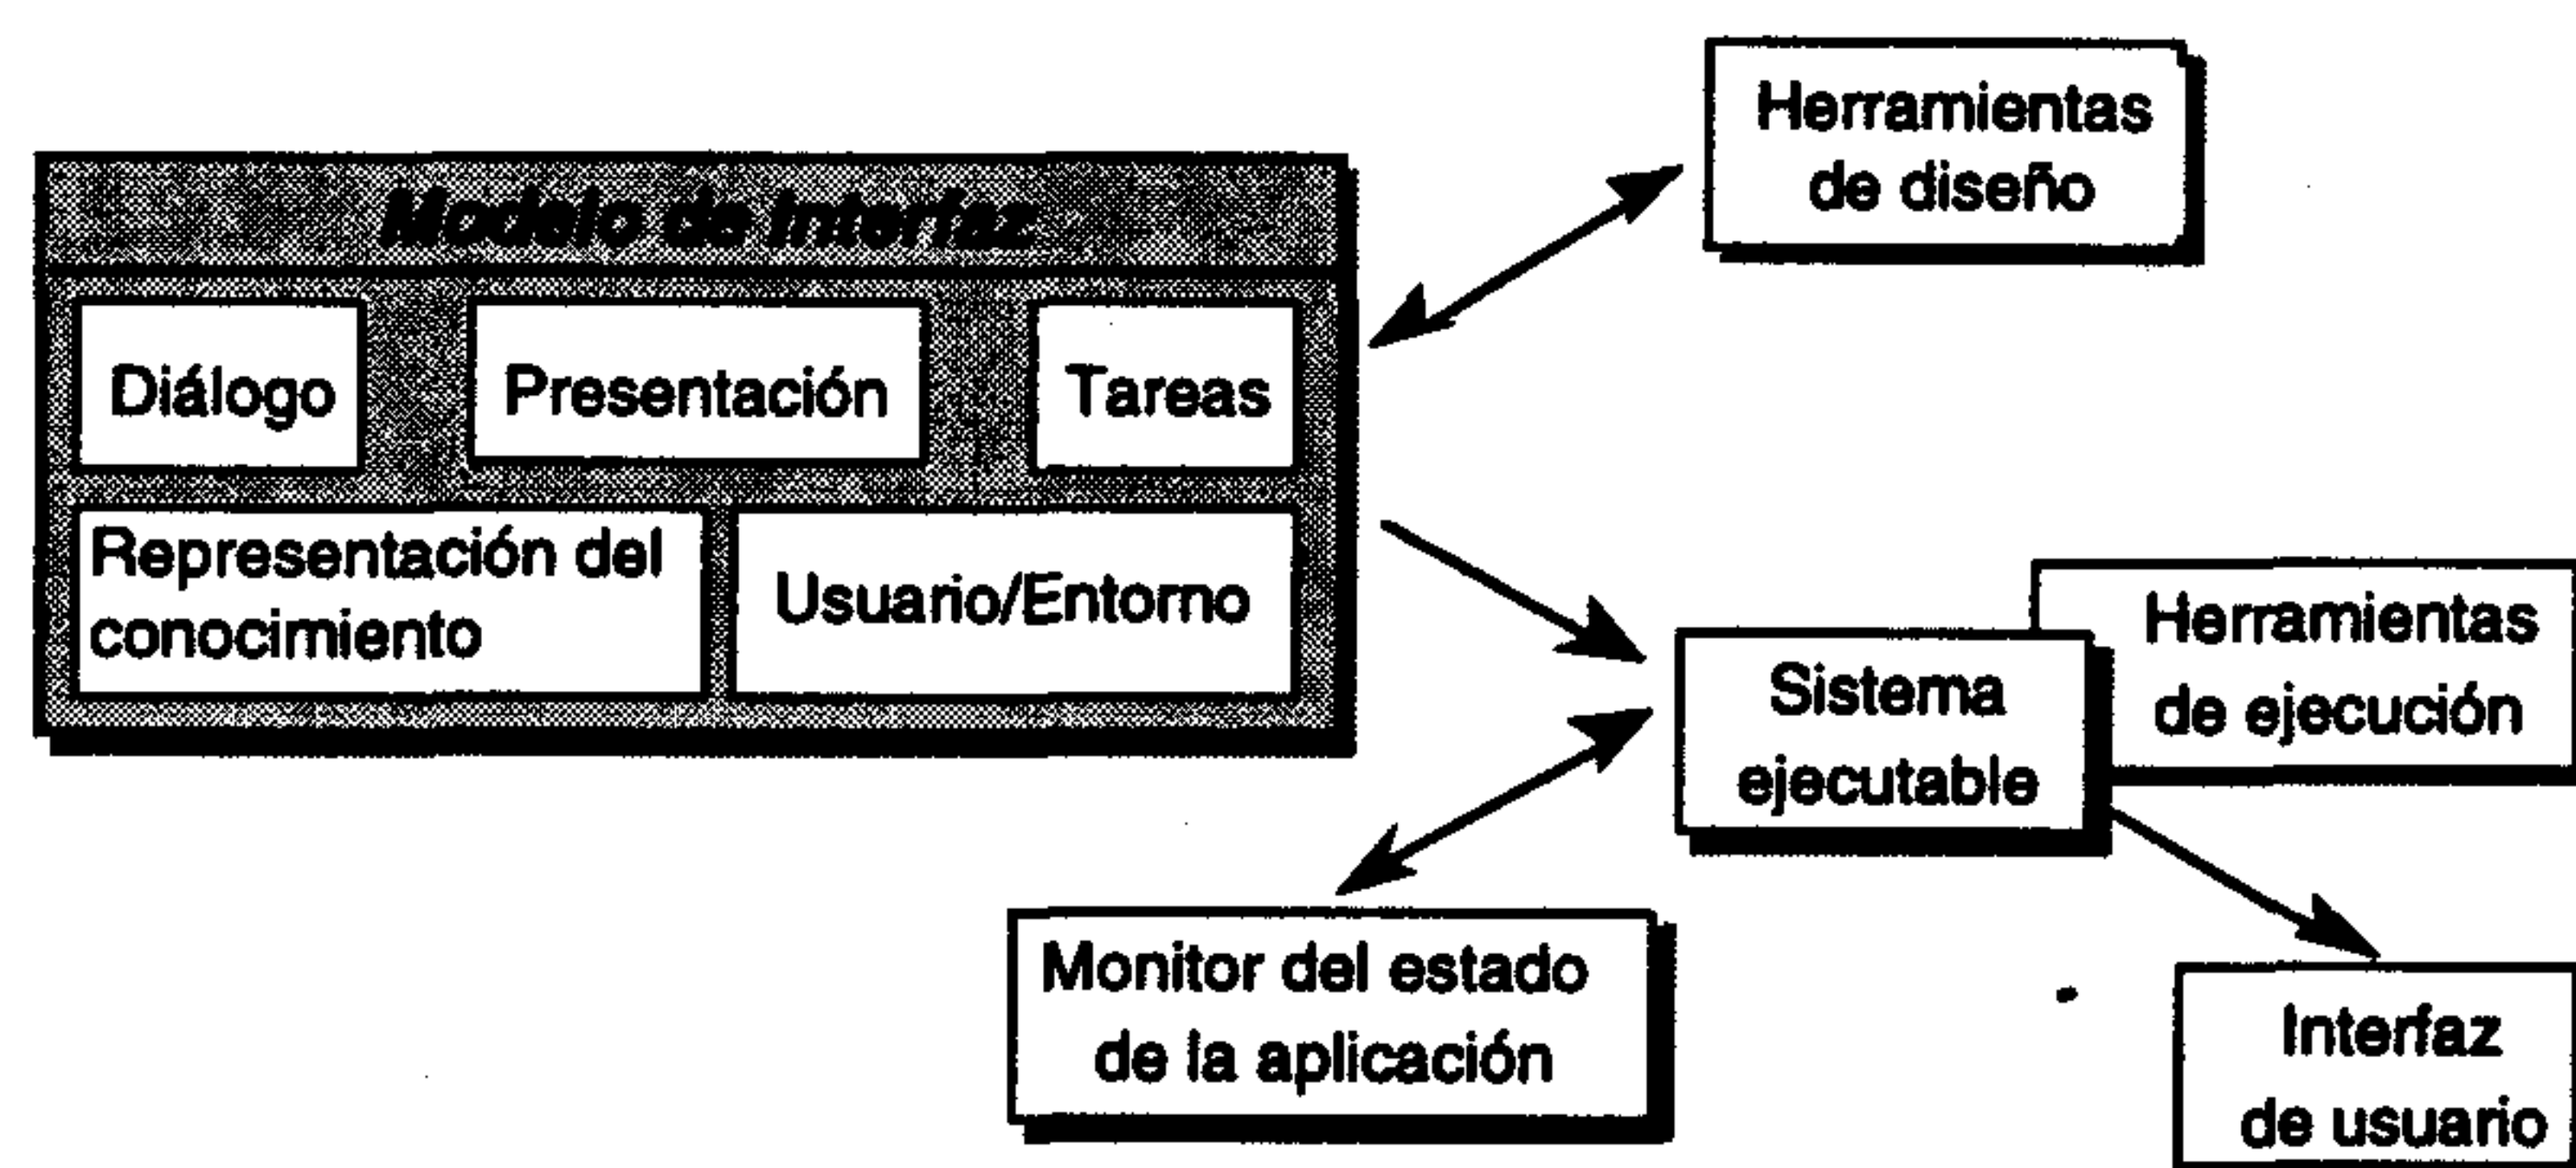 Herramientas
de diseño
Modelo de Interfaz
Diálogo
Presentación
Tareas
Representación del
conocimiento
Usuario/Entorno
Herramientas
de ejecución
Sistema
ejecutable
Monitor del estado
de la aplicación
Interfaz
de usuario